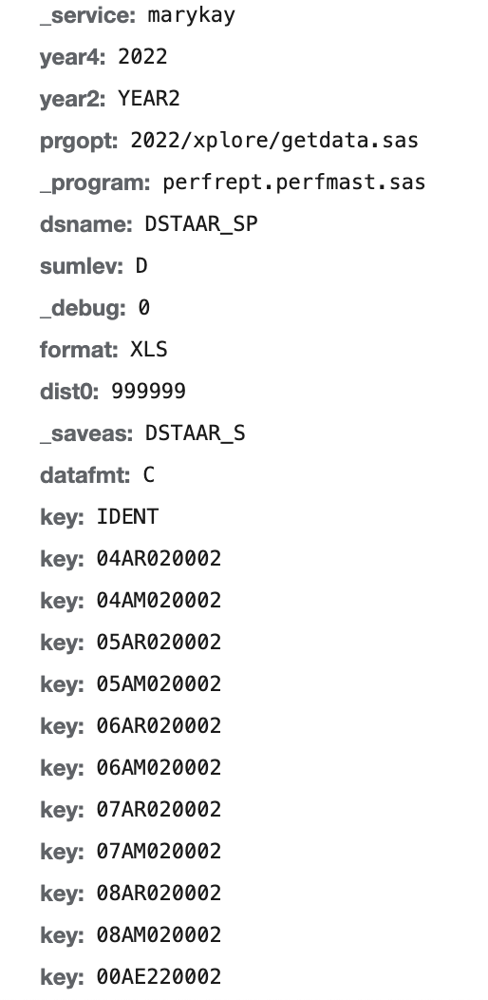 _service: marykay
year4: 2022
year2: YEAR2
prgopt: 2022/xplore/getdata.sas
_program: perfrept.perfmast.sas
dsname: DSTAAR_SP
sumlev: D
_debug: 0
format: XLS
dist0: 999999
_saveas: DSTAAR_S
datafmt: C
key: IDENT
key: 04AR020002
key: 04AM020002
key: 05AR020002
key: 05AM020002
key: 06AR020002
key: 06AM020002
key: 07AR020002
key: 07AM020002
key: 08AR020002
key: 08AM020002
key: 00AE220002